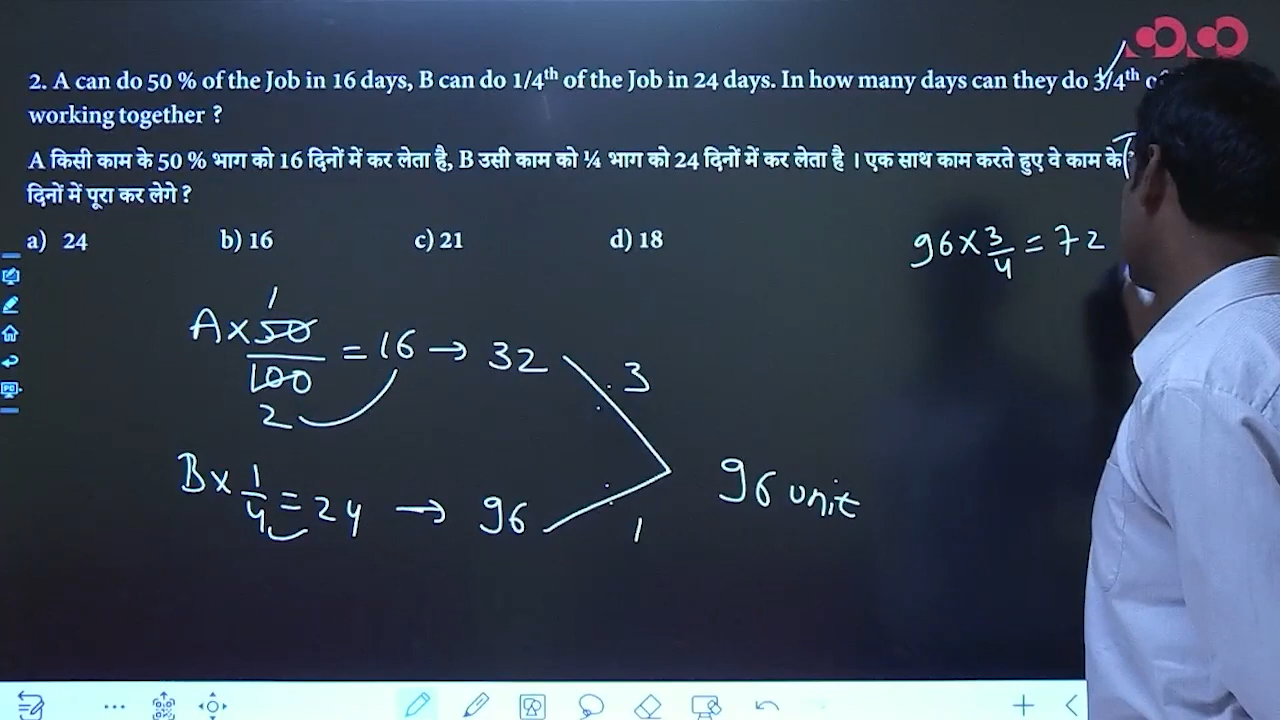 2. A can do 50 % of the Job in 16 days, B can do 1/4th of the Job in 24 days. In how many days can they do 3/4th
working together ?
A किसी काम के 50 % भाग को 16 दिनों में कर लेता है, B उसी काम को ¼ भाग को 24 दिनों में कर लेता है । एक साथ काम करते हुए वे काम के
दिनों में पूरा कर लेगे ?
a) 24 b) 16 c) 21 d) 18
96 × 3/4 = 72
1
A × 50/100 = 16 → 32
3
2
B × 1/4 = 24 → 96
96 unit
1
PC